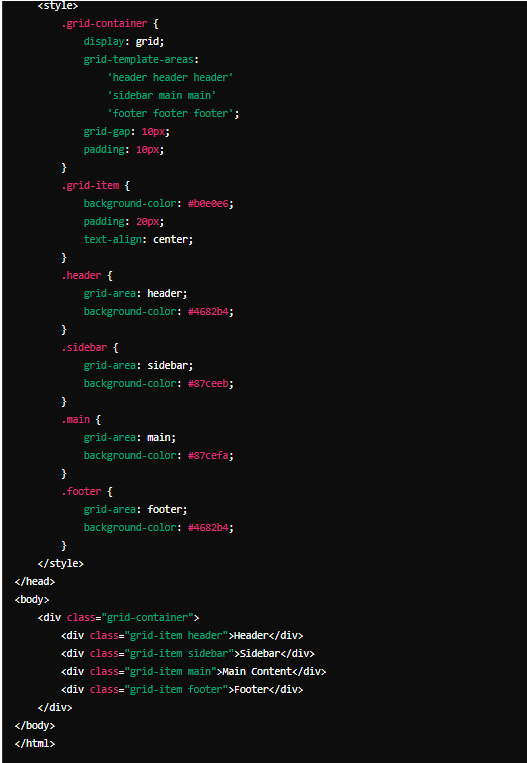 <style>
.grid-container {
display: grid;
grid-template-areas:
'header header header'
'sidebar main main'
'footer footer footer';
grid-gap: 10px;
padding: 10px;
}
.grid-item {
background-color: #b0e0e6;
padding: 20px;
text-align: center;
}
.header {
grid-area: header;
background-color: #4682b4;
}
.sidebar {
grid-area: sidebar;
background-color: #87ceeb;
}
.main {
grid-area: main;
background-color: #87cefa;
}
.footer {
grid-area: footer;
background-color: #4682b4;
}
</style>
</head>
<body>
<div class="grid-container">
<div class="grid-item header">Header</div>
<div class="grid-item sidebar">Sidebar</div>
<div class="grid-item main">Main Content</div>
<div class="grid-item footer">Footer</div>
</div>
</body>
</html>